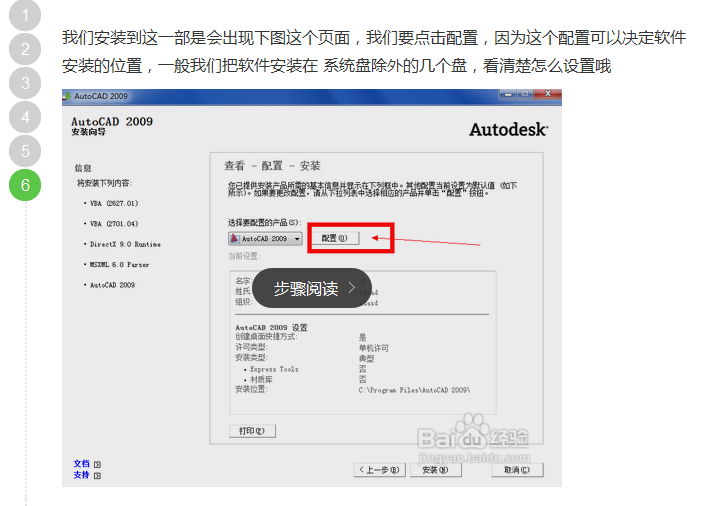 1
2
3
4
5
6
我们安装到这一部是会出现下图这个页面，我们要点击配置，因为这个配置可以决定软件
安装的位置，一般我们把软件安装在 系统盘除外的几个盘，看清楚怎么设置哦
AutoCAD 2009
AutoCAD 2009
安装向导
Autodesk
信息
将安装下列内容:
• VBA (2627.01)
• VBA (2701.04)
• DirectX 9.0 Runtime
• MSXML 6.0 Parser
• AutoCAD 2009
查看 - 配置 - 安装
您已提供安装产品所需的基本信息并显示在下列框中。其他配置当前设置为默认值 (如下
所示)。如果要更改配置，请从下拉列表中选择相应的产品并单击“配置”按钮。
选择要配置的产品(S):
AutoCAD 2009
配置(O)
当前设置:
名字:
姓氏:
组织:
步骤阅读 >
AutoCAD 2009 设置
创建桌面快捷方式: 是
许可类型: 单机许可
安装类型: 典型
• Express Tools 否
• 材质库 否
安装位置: C:\Program Files\AutoCAD 2009\
打印(P)
文档
支持
< 上一步(B)
安装(N)
取消(C)
Baidu 经验
jingyan.baidu.com